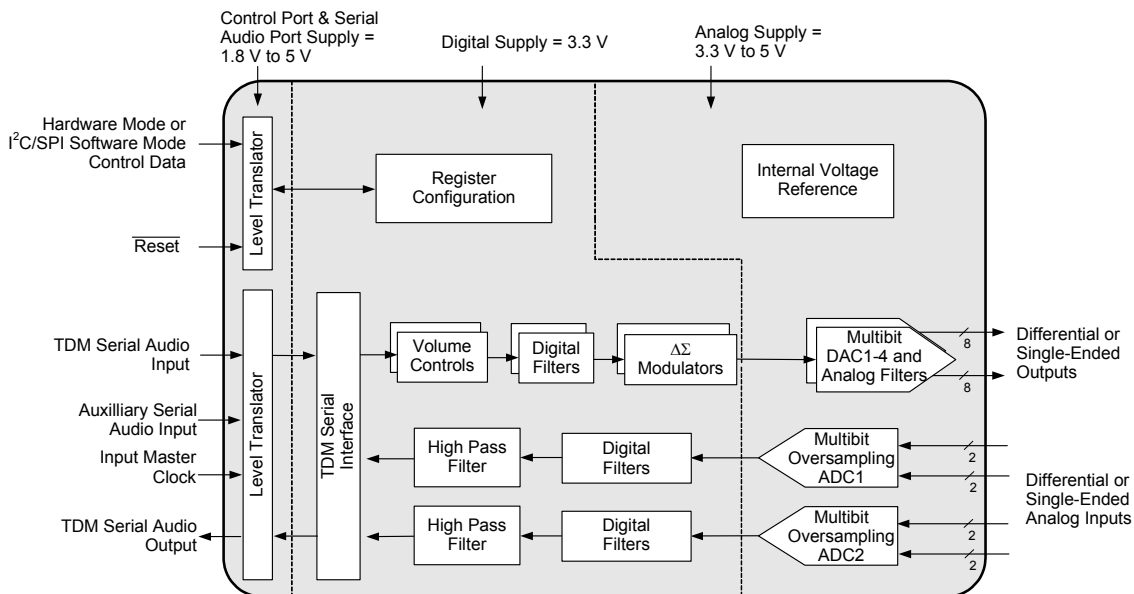 Control Port & Serial
Audio Port Supply =
1.8 V to 5 V
Digital Supply = 3.3 V
Analog Supply =
3.3 V to 5 V
Hardware Mode or
I²C/SPI Software Mode
Control Data
Reset
Level Translator
Register
Configuration
Internal Voltage
Reference
TDM Serial Audio
Input
Auxilliary Serial
Audio Input
Input Master
Clock
TDM Serial Audio
Output
Level Translator
TDM Serial
Interface
Volume
Controls
Digital
Filters
ΔΣ
Modulators
Multibit
DAC1-4 and
Analog Filters
8
8
Differential or
Single-Ended
Outputs
High Pass
Filter
Digital
Filters
Multibit
Oversampling
ADC1
2
2
High Pass
Filter
Digital
Filters
Multibit
Oversampling
ADC2
2
2
Differential or
Single-Ended
Analog Inputs